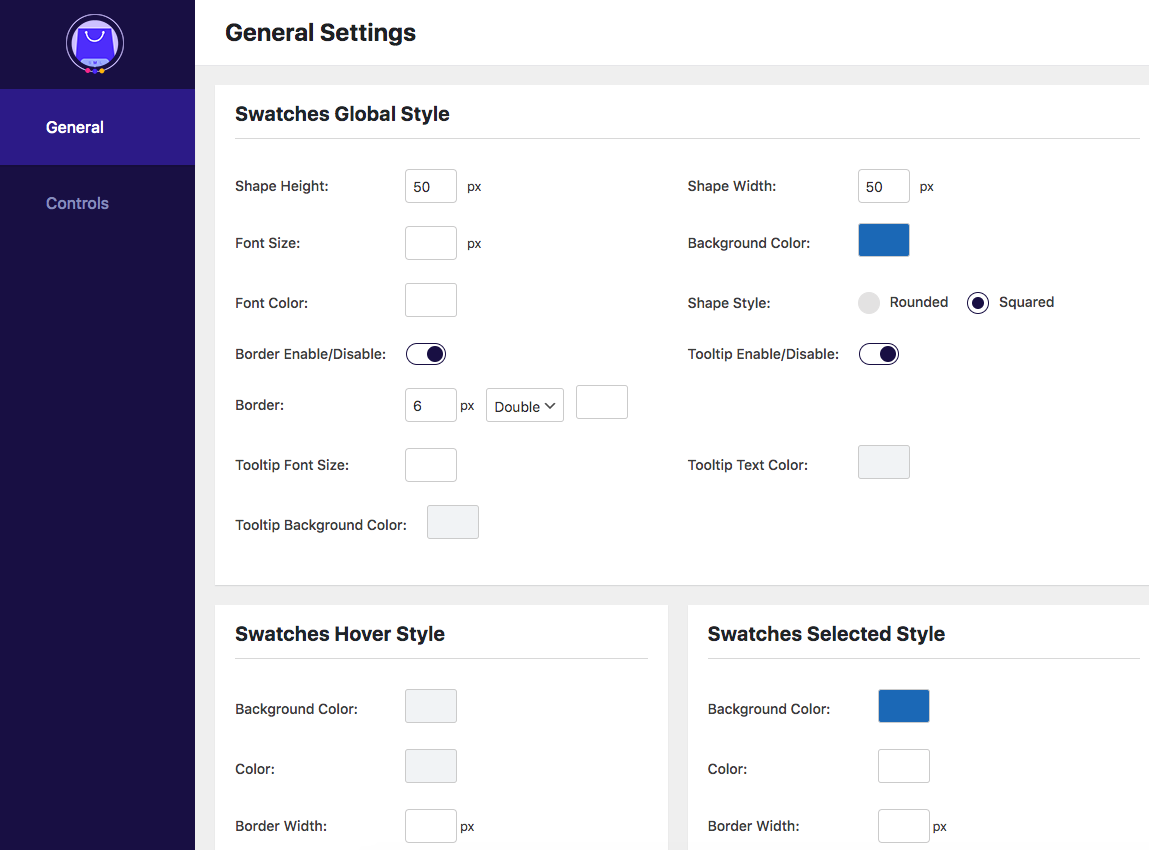 General Settings
General
Controls
Swatches Global Style
Shape Height: 50 px Shape Width: 50 px
Font Size: px Background Color:
Font Color: Shape Style: Rounded Squared
Border Enable/Disable: Tooltip Enable/Disable:
Border: 6 px Double
Tooltip Font Size: Tooltip Text Color:
Tooltip Background Color:
Swatches Hover Style
Background Color:
Color:
Border Width: px
Swatches Selected Style
Background Color:
Color:
Border Width: px